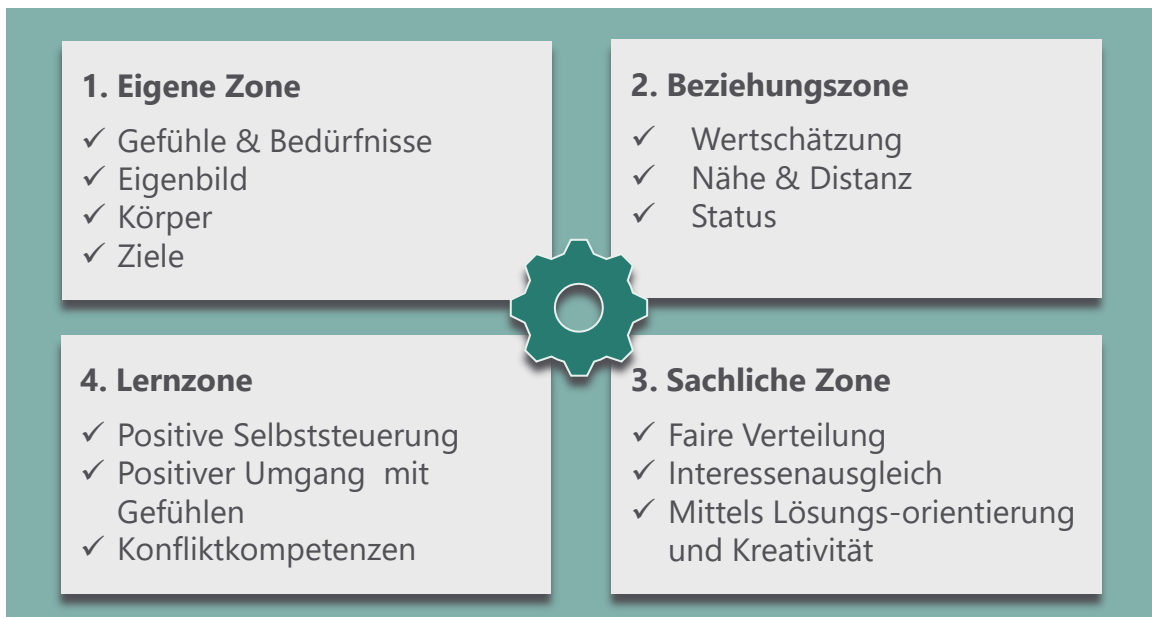 1. Eigene Zone
✓ Gefühle & Bedürfnisse
✓ Eigenbild
✓ Körper
✓ Ziele
2. Beziehungszone
✓ Wertschätzung
✓ Nähe & Distanz
✓ Status
4. Lernzone
✓ Positive Selbststeuerung
✓ Positiver Umgang  mit
Gefühlen
✓ Konfliktkompetenzen
3. Sachliche Zone
✓ Faire Verteilung
✓ Interessenausgleich
✓ Mittels Lösungs-orientierung
und Kreativität